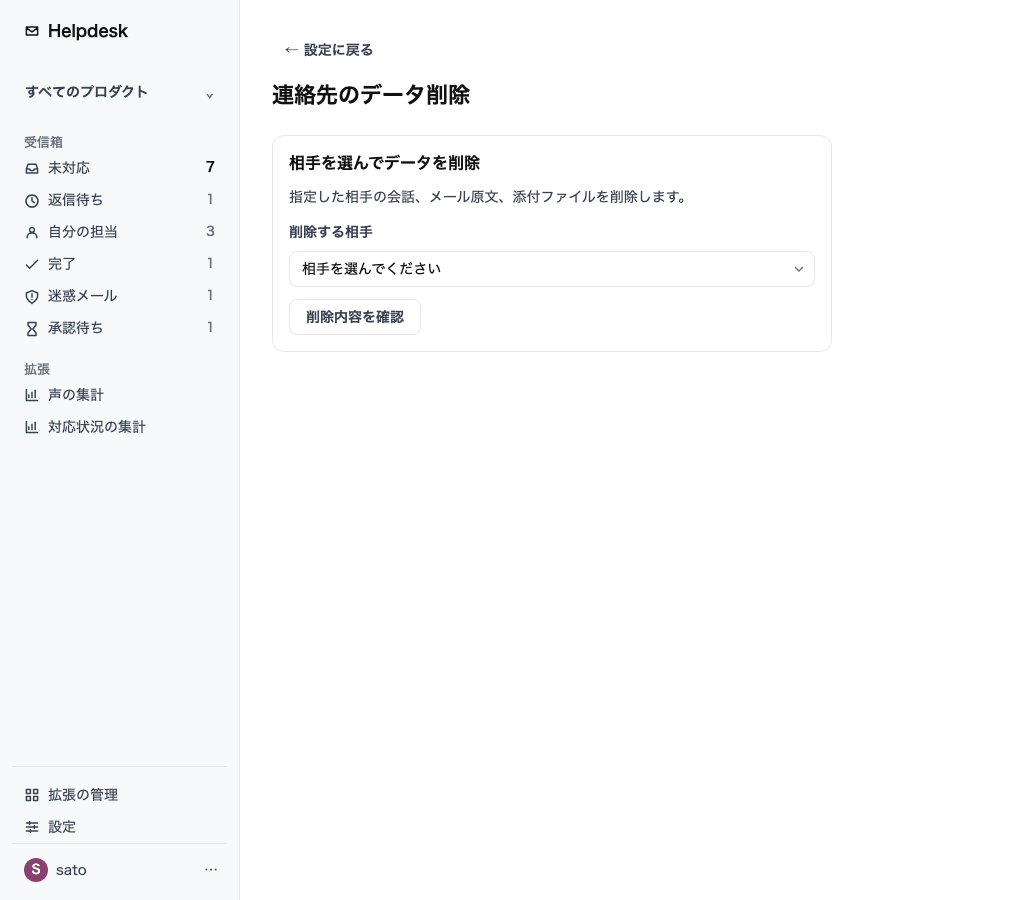 Helpdesk
すべてのプロダクト
受信箱
未対応 7
返信待ち 1
自分の担当 3
完了 1
迷惑メール 1
承認待ち 1
拡張
声の集計
対応状況の集計
拡張の管理
設定
S sato ...
← 設定に戻る
連絡先のデータ削除
相手を選んでデータを削除
指定した相手の会話、メール原文、添付ファイルを削除します。
削除する相手
相手を選んでください
削除内容を確認